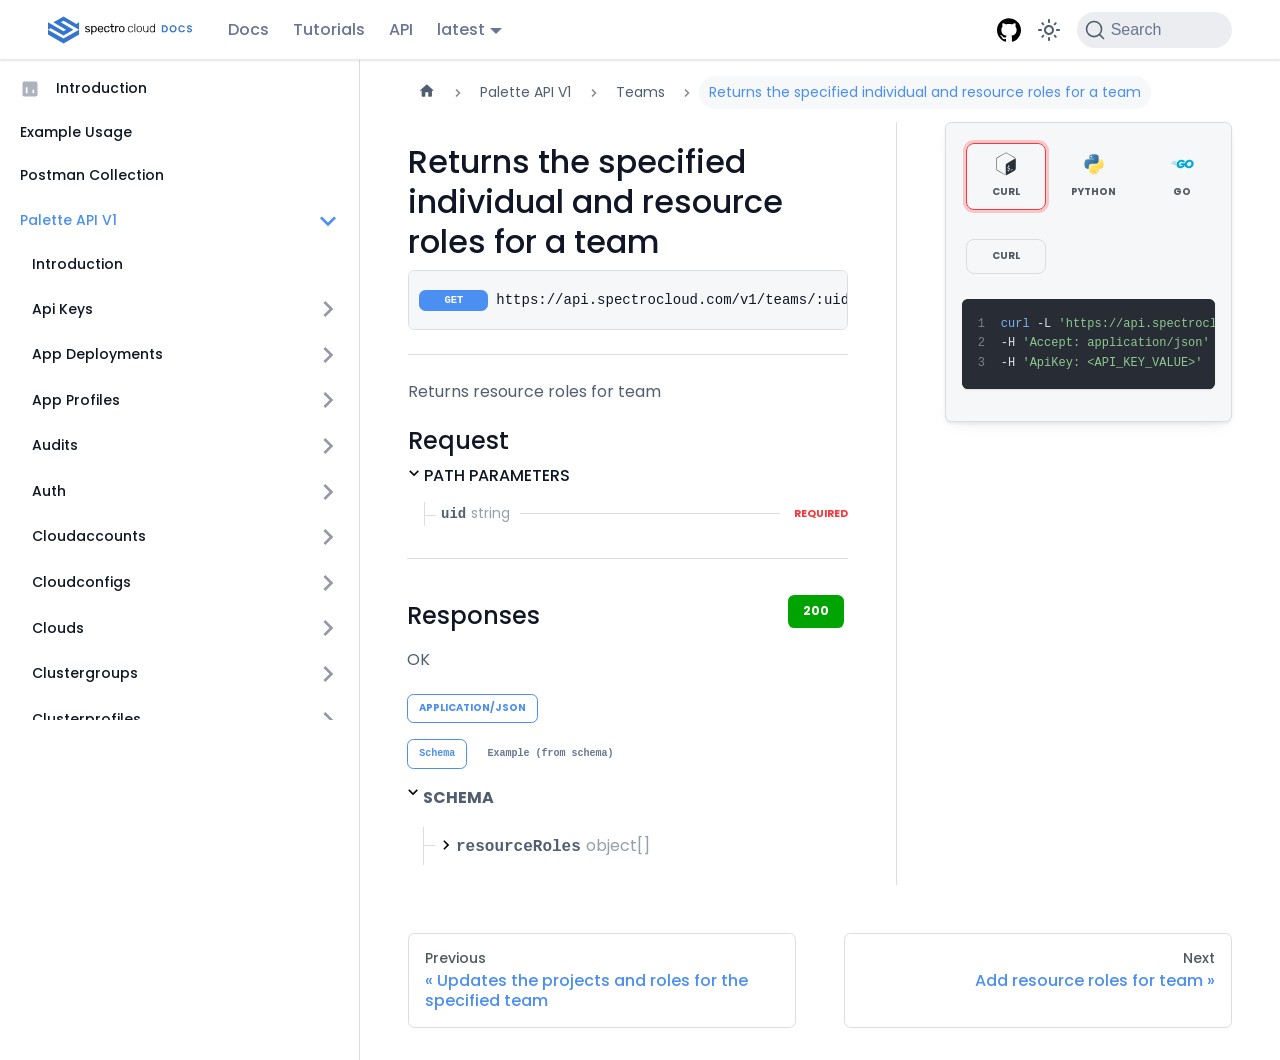 spectro cloud DOCS
Docs
Tutorials
API
latest
Search
Introduction
Example Usage
Postman Collection
Palette API V1
Introduction
Api Keys
App Deployments
App Profiles
Audits
Auth
Cloudaccounts
Cloudconfigs
Clouds
Clustergroups
Clusterprofiles
Palette API V1
Teams
Returns the specified individual and resource roles for a team
Returns the specified
individual and resource
roles for a team
GET https://api.spectrocloud.com/v1/teams/:uid
Returns resource roles for team
Request
PATH PARAMETERS
uid string REQUIRED
Responses
200
OK
APPLICATION/JSON
Schema
Example (from schema)
SCHEMA
resourceRoles object[]
CURL
PYTHON
GO
CURL
1 curl -L 'https://api.spectrocl
2 -H 'Accept: application/json'
3 -H 'ApiKey: <API_KEY_VALUE>'
Previous
« Updates the projects and roles for the
specified team
Next
Add resource roles for team »